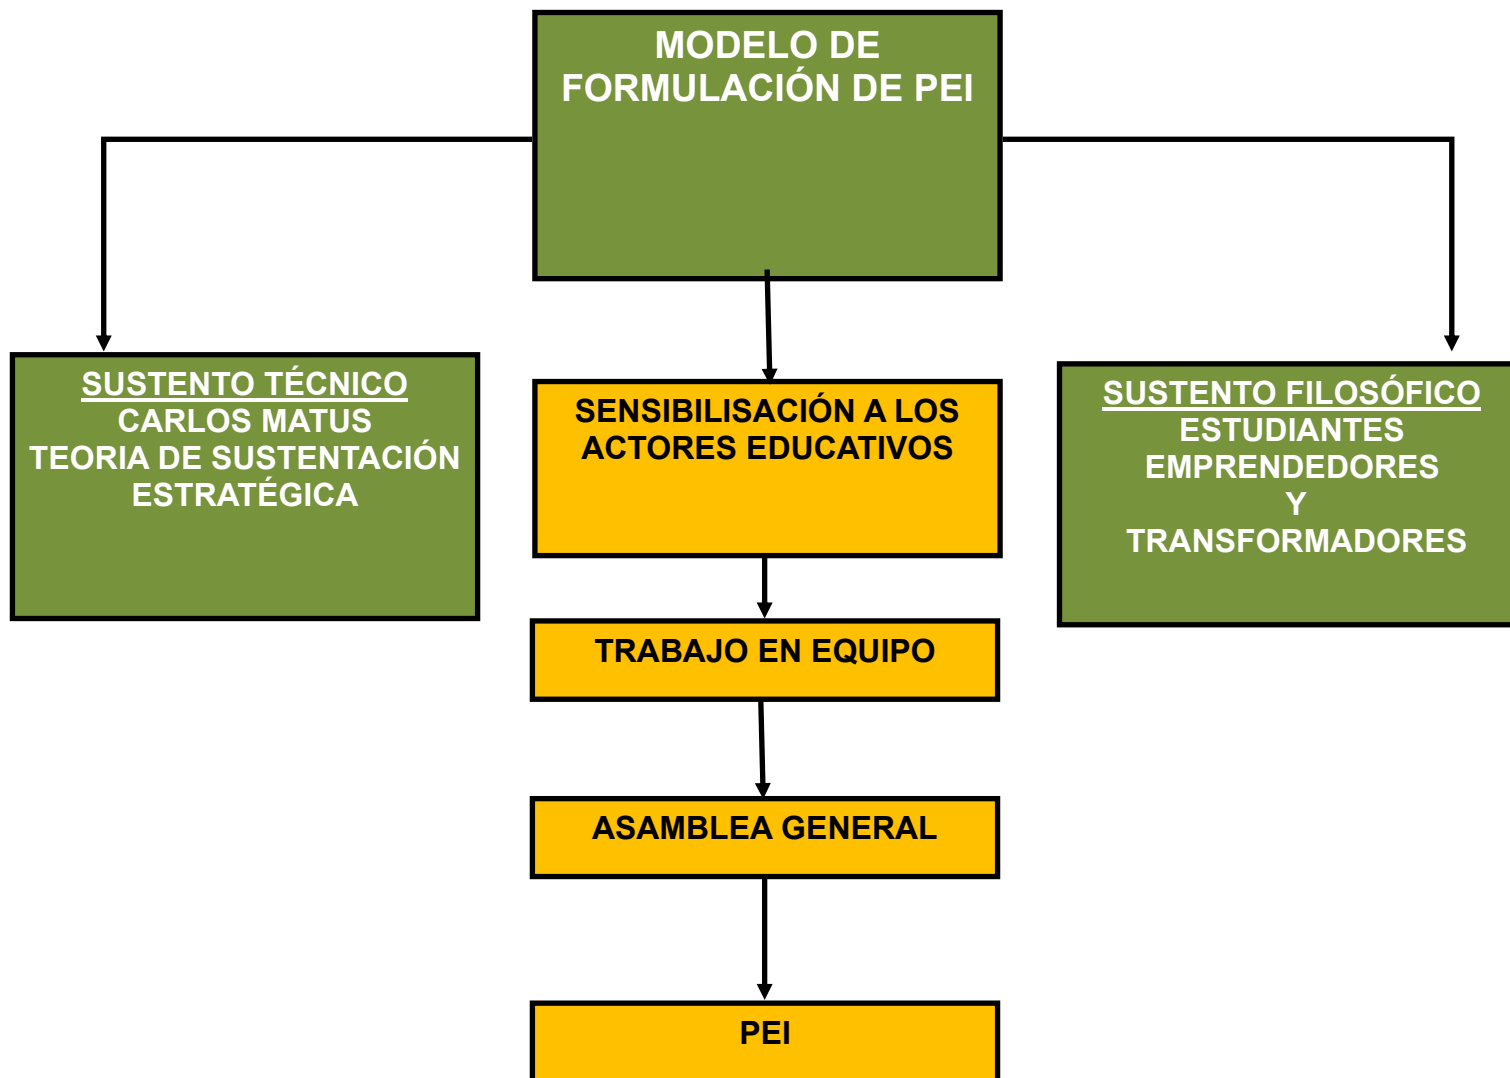 MODELO DE
FORMULACIÓN DE PEI
SUSTENTO TÉCNICO
CARLOS MATUS
TEORIA DE SUSTENTACIÓN
ESTRATÉGICA
SENSIBILISACIÓN A LOS
ACTORES EDUCATIVOS
SUSTENTO FILOSÓFICO
ESTUDIANTES
EMPRENDEDORES
Y
TRANSFORMADORES
TRABAJO EN EQUIPO
ASAMBLEA GENERAL
PEI